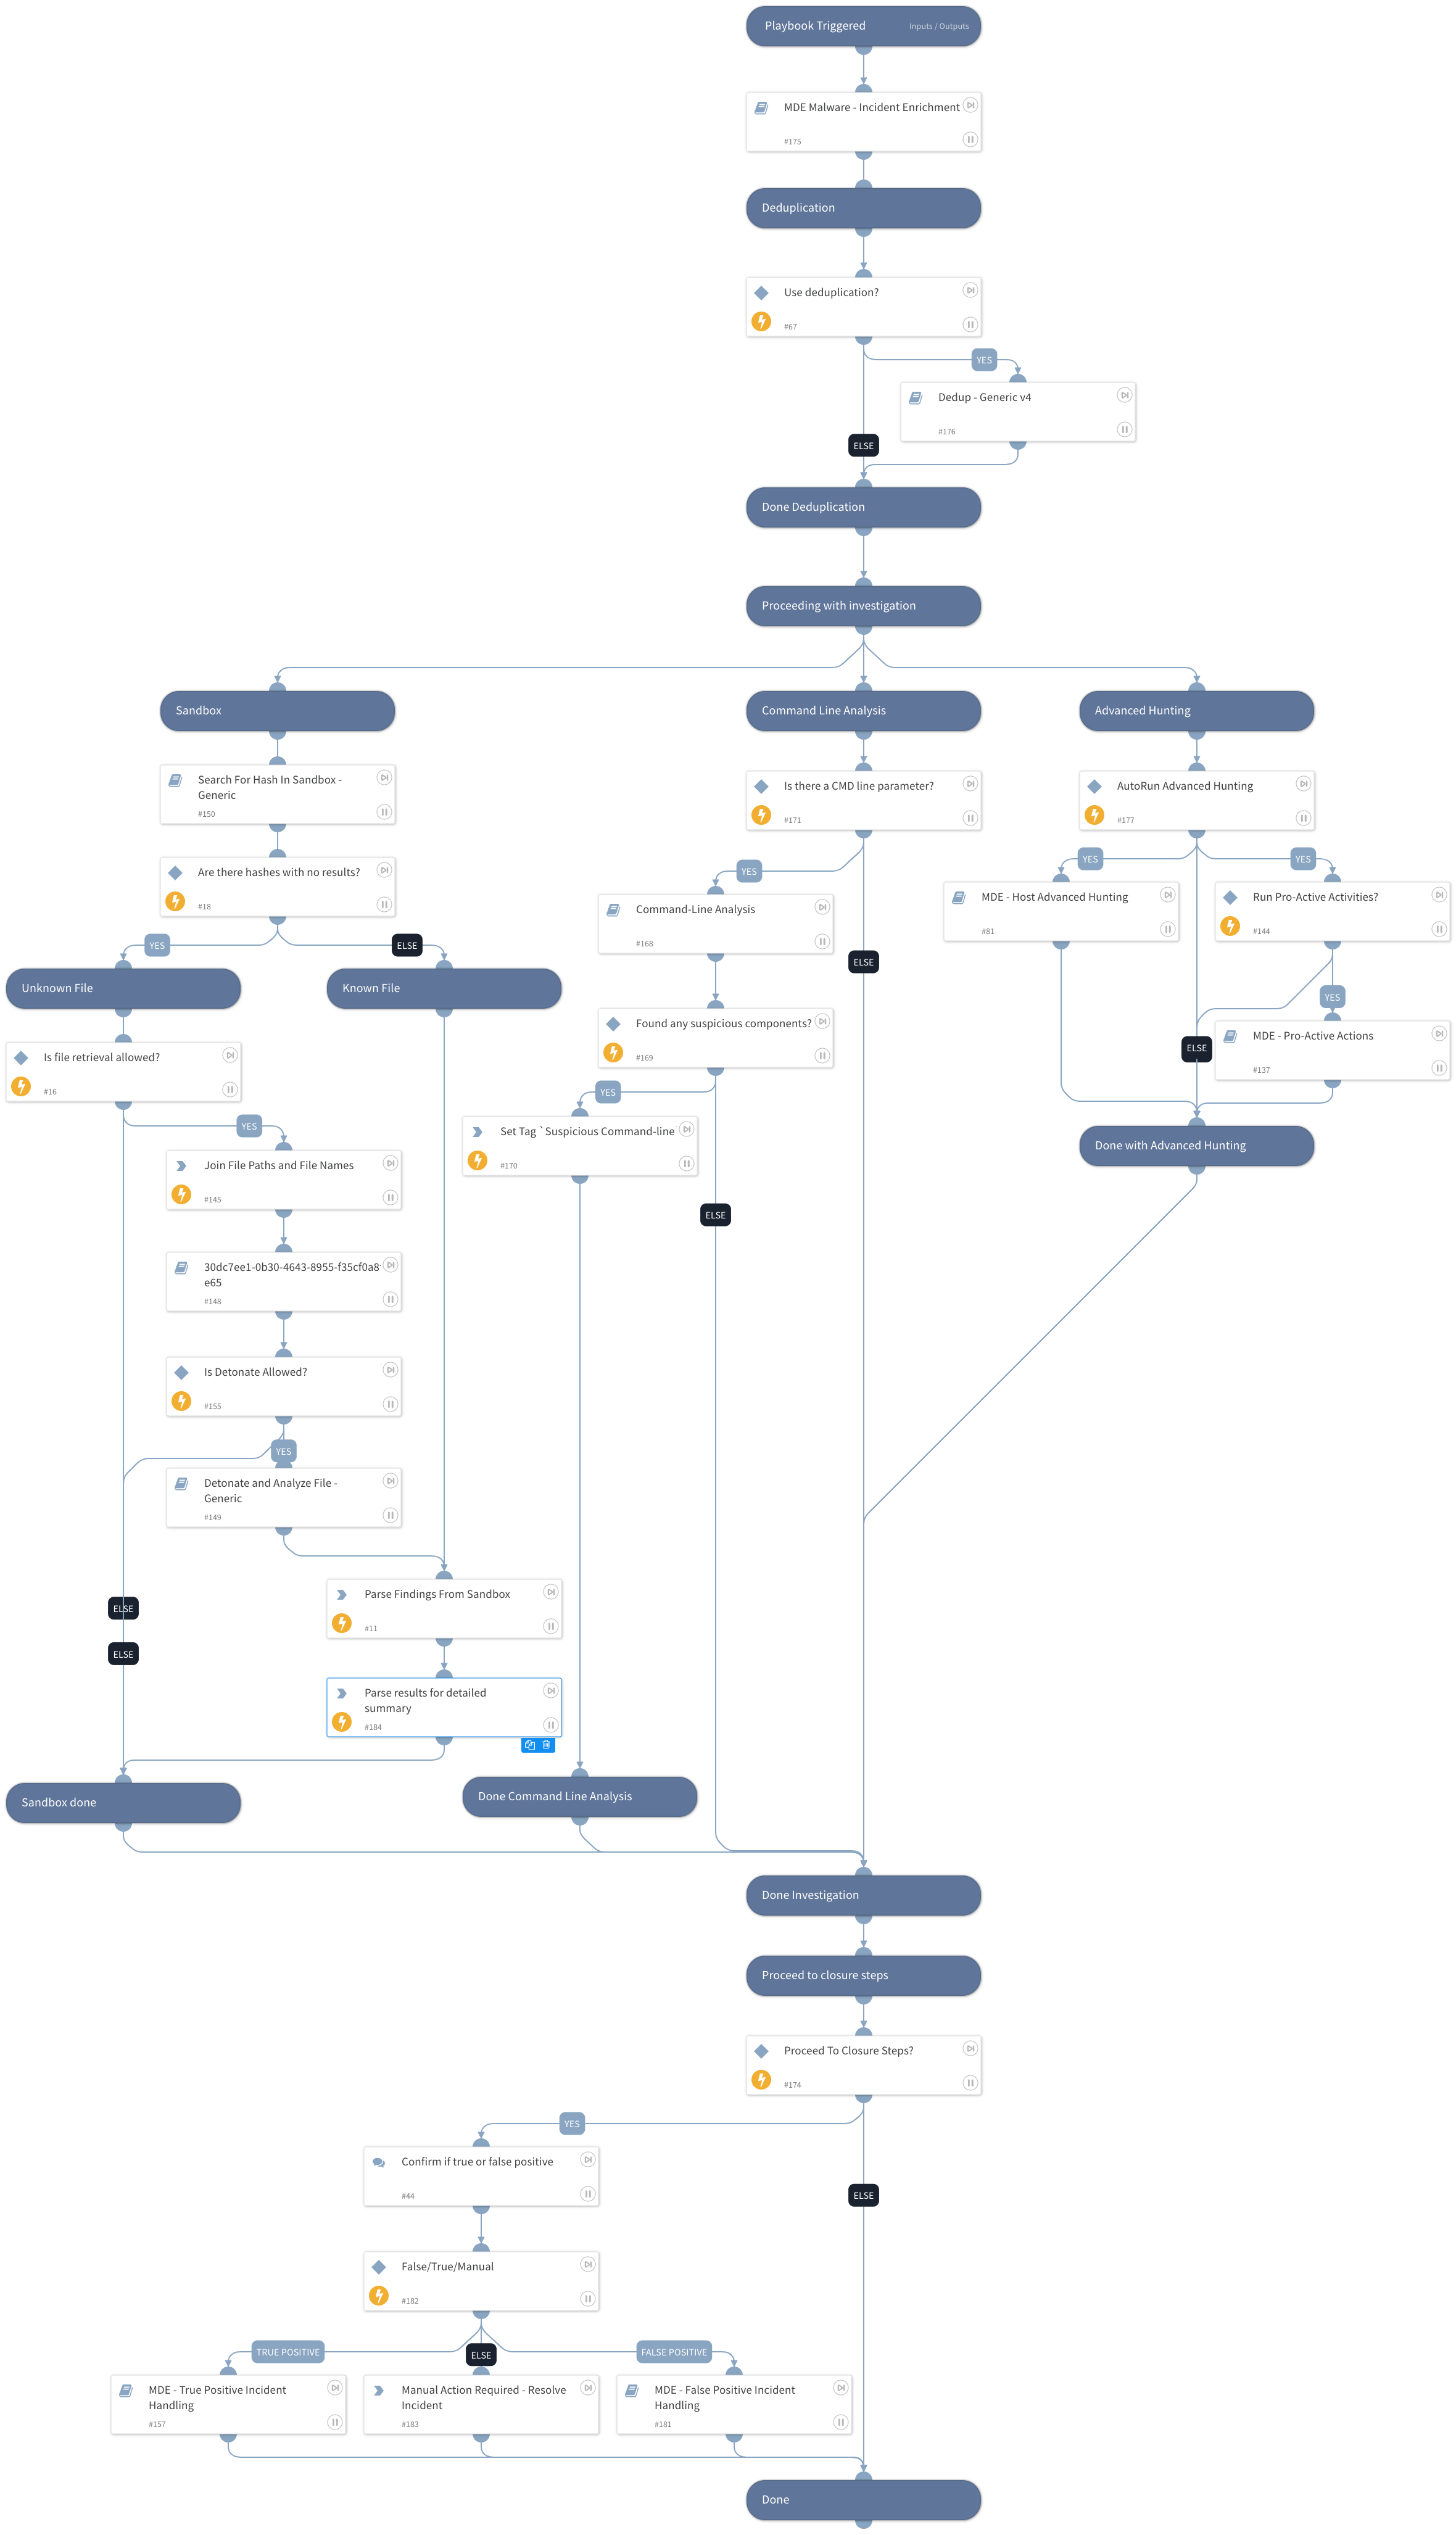 Playbook Triggered
Inputs / Outputs
MDE Malware - Incident Enrichment
#175
Deduplication
Use deduplication?
#67
YES
Dedup - Generic v4
#176
ELSE
Done Deduplication
Proceeding with investigation
Sandbox
Command Line Analysis
Advanced Hunting
Search For Hash In Sandbox -
Generic
#150
Is there a CMD line parameter?
#171
AutoRun Advanced Hunting
#177
Are there hashes with no results?
#18
YES
YES
YES
Command-Line Analysis
#168
MDE - Host Advanced Hunting
#81
Run Pro-Active Activities?
#144
YES
ELSE
ELSE
Unknown File
Known File
YES
Found any suspicious components?
#169
MDE - Pro-Active Actions
#137
ELSE
Is file retrieval allowed?
#16
YES
YES
Set Tag `Suspicious Command-line
#170
Done with Advanced Hunting
Join File Paths and File Names
#145
ELSE
30dc7ee1-0b30-4643-8955-f35cf0a8
e65
#148
Is Detonate Allowed?
#155
YES
Detonate and Analyze File -
Generic
#149
Parse Findings From Sandbox
#11
ELSE
ELSE
Parse results for detailed
summary
#184
Sandbox done
Done Command Line Analysis
Done Investigation
Proceed to closure steps
Proceed To Closure Steps?
#174
YES
Confirm if true or false positive
#44
ELSE
False/True/Manual
#182
TRUE POSITIVE
ELSE
FALSE POSITIVE
MDE - True Positive Incident
Handling
#157
Manual Action Required - Resolve
Incident
#183
MDE - False Positive Incident
Handling
#181
Done